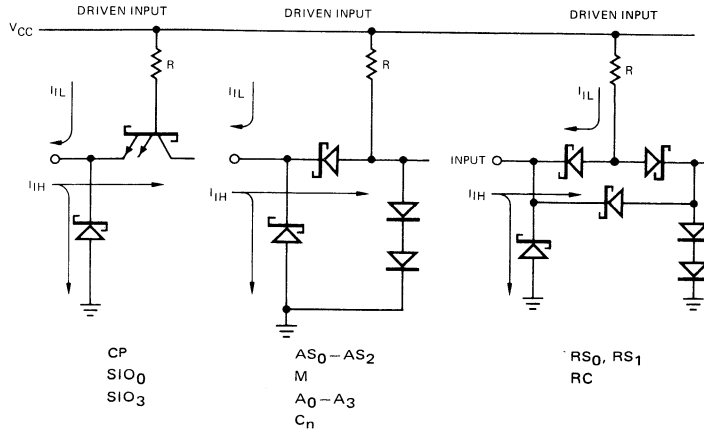 DRIVEN INPUT
DRIVEN INPUT
DRIVEN INPUT
VCC
R
R
R
IIL
IIL
IIL
INPUT
IIH
IIH
IIH
CP
SIO0
SIO3
AS0–AS2
M
A0–A3
Cn
RS0, RS1
RC